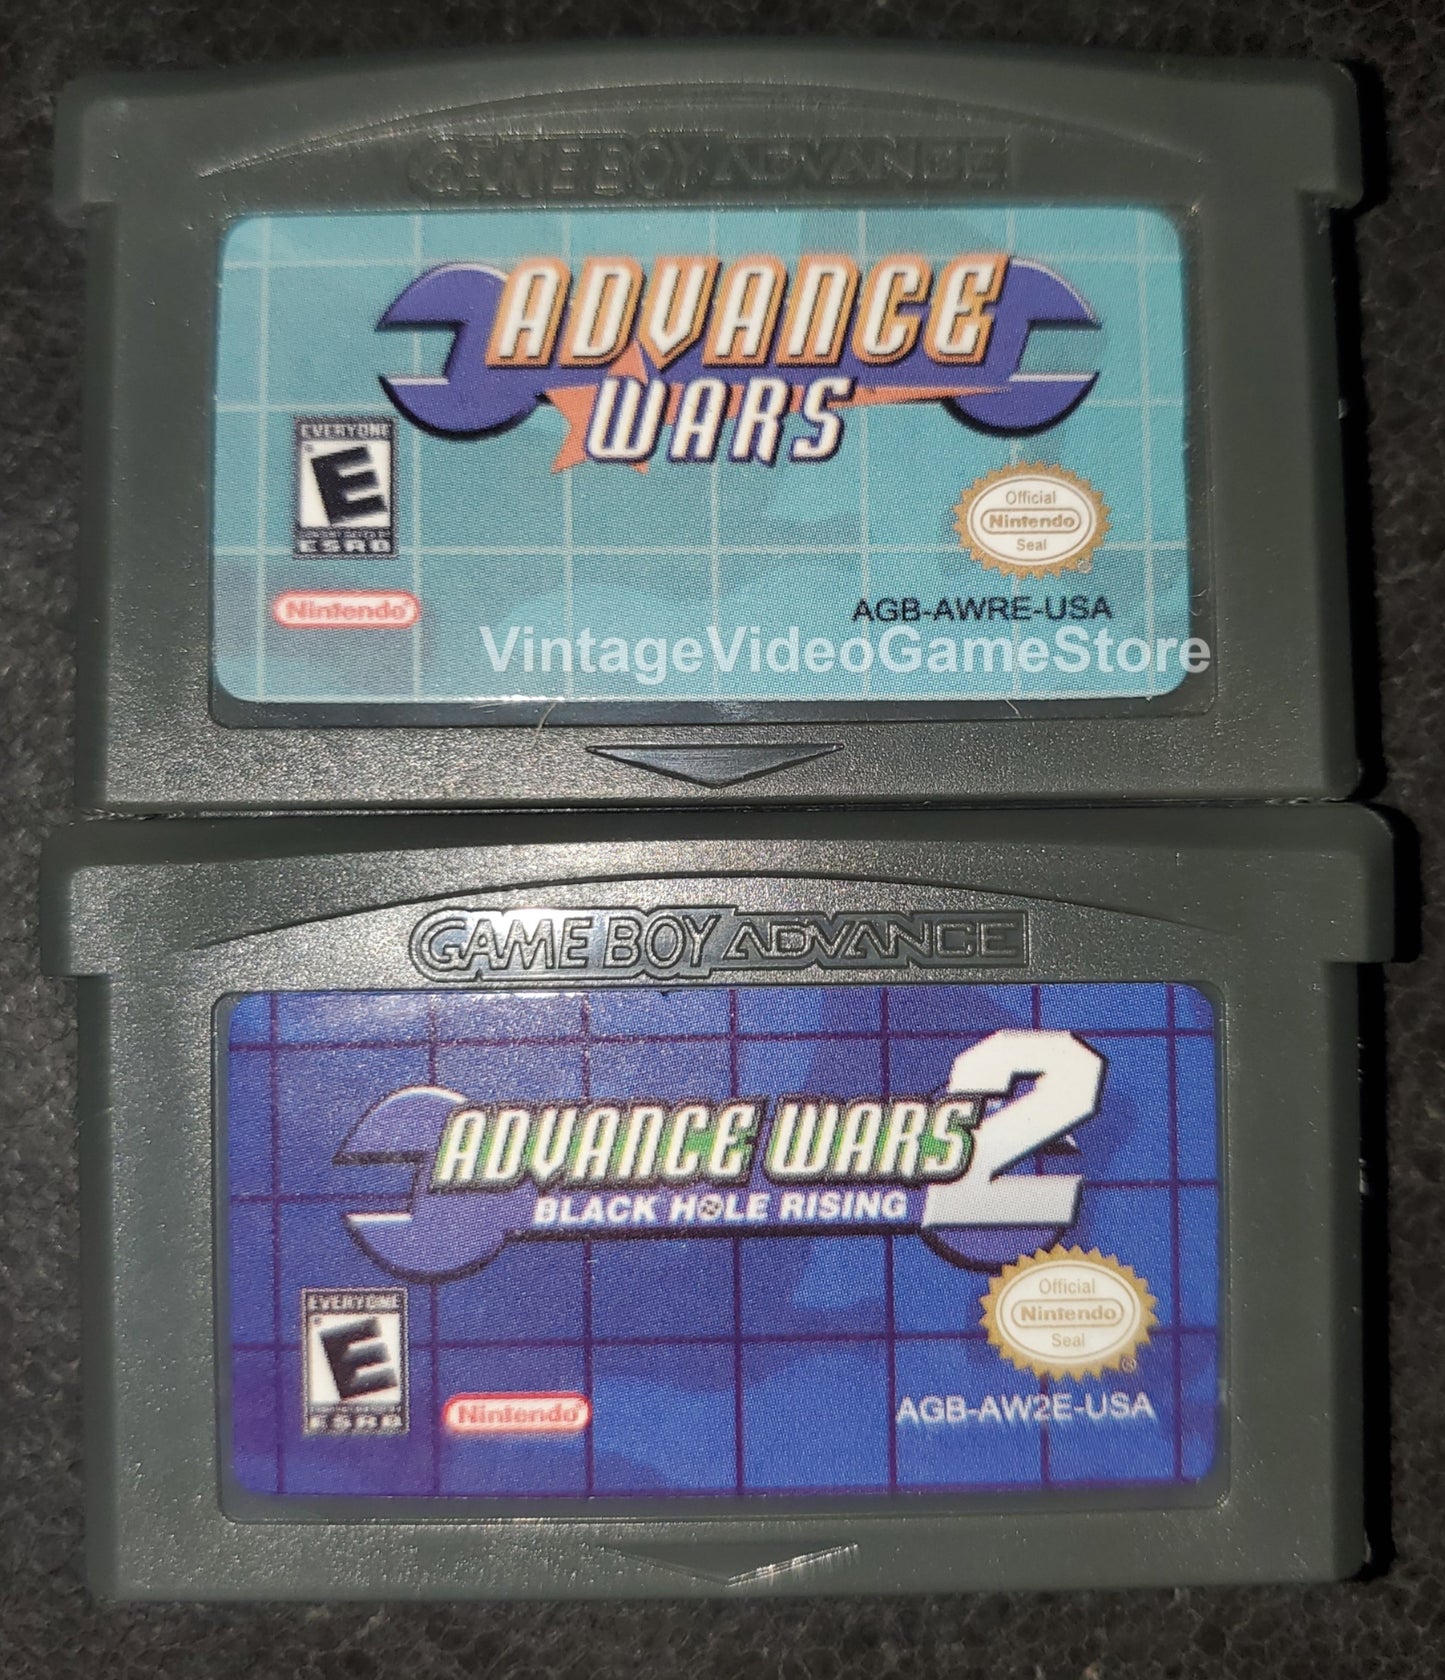 GAME BOY ADVANCE
ADVANCE
WARS
EVERYONE
E
ESRB
Official
Nintendo
Seal
®
Nintendo®
AGB-AWRE-USA
VintageVideoGameStore
GAME BOY ADVANCE
ADVANCE WARS 2
BLACK HOLE RISING
EVERYONE
E
ESRB
Official
Nintendo
Seal
®
Nintendo
AGB-AW2E-USA